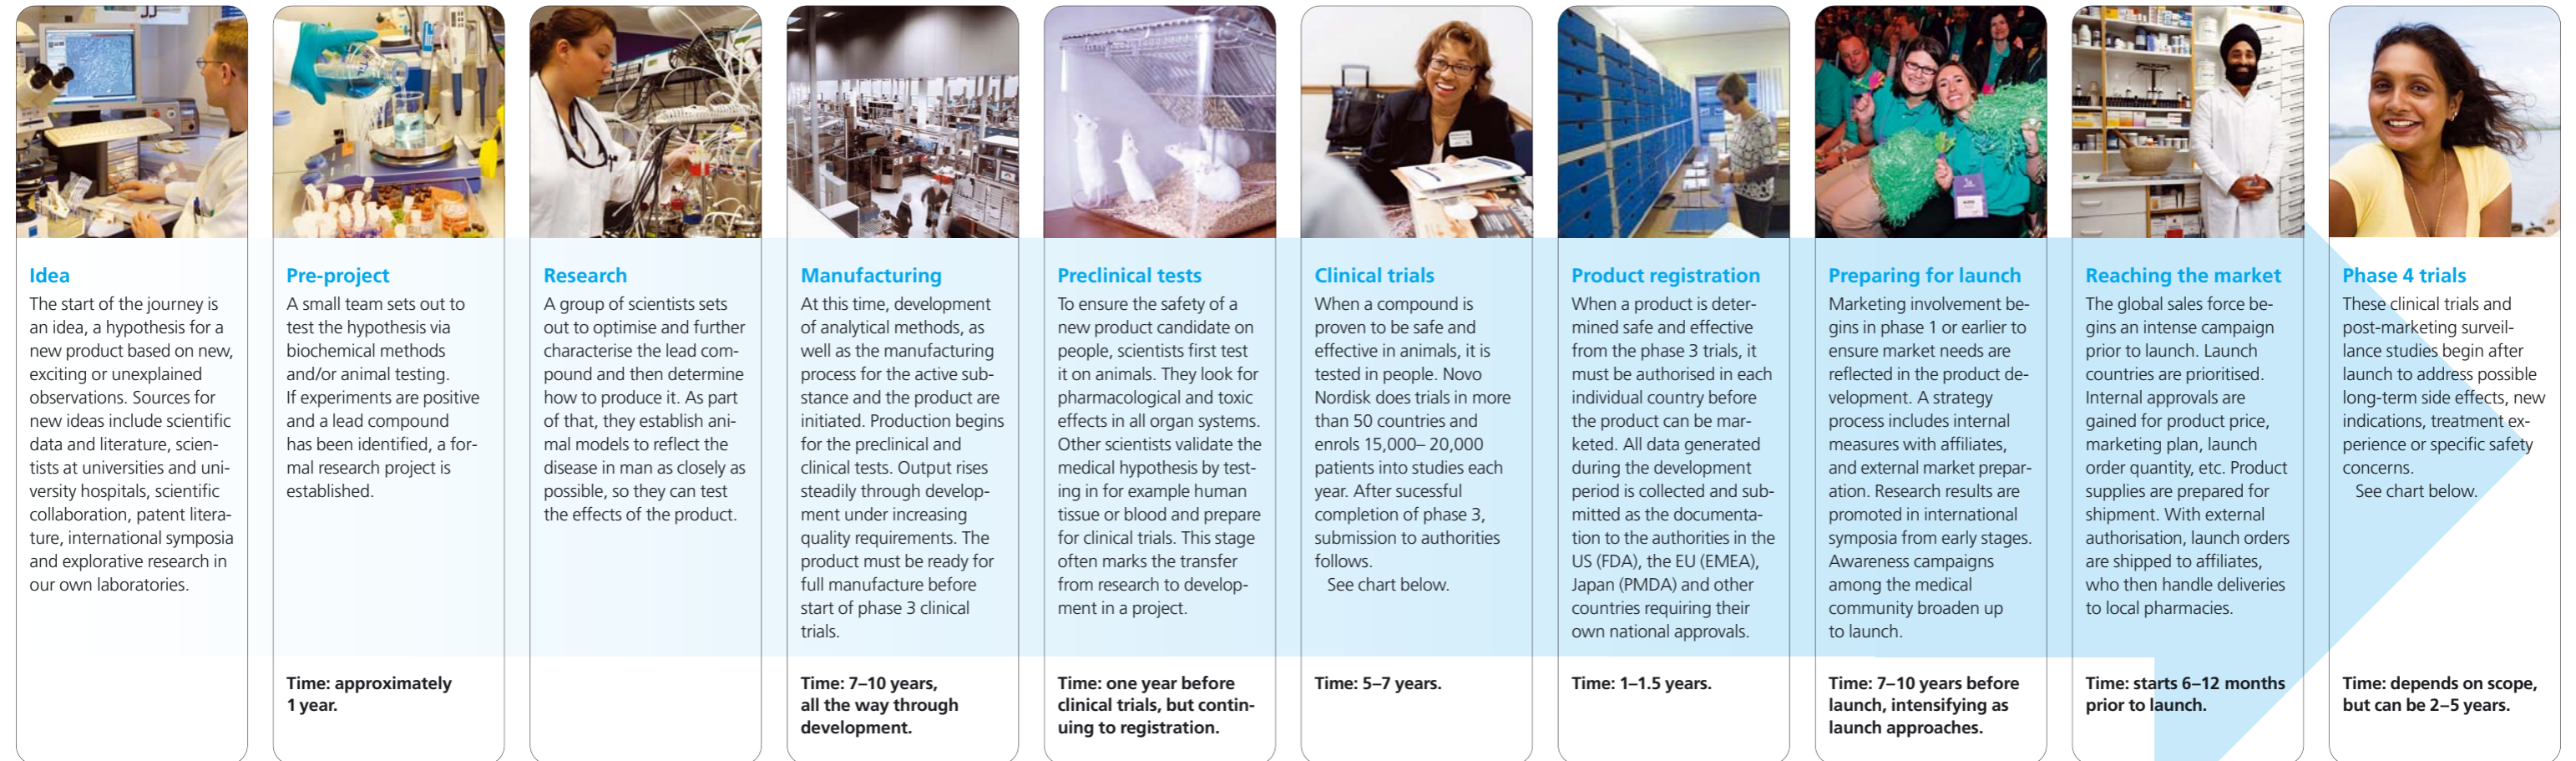 Idea
The start of the journey is
an idea, a hypothesis for a
new product based on new,
exciting or unexplained
observations. Sources for
new ideas include scientific
data and literature, scien-
tists at universities and uni-
versity hospitals, scientific
collaboration, patent litera-
ture, international symposia
and explorative research in
our own laboratories.
Pre-project
A small team sets out to
test the hypothesis via
biochemical methods
and/or animal testing.
If experiments are positive
and a lead compound
has been identified, a for-
mal research project is
established.
Time: approximately
1 year.
Research
A group of scientists sets
out to optimise and further
characterise the lead com-
pound and then determine
how to produce it. As part
of that, they establish ani-
mal models to reflect the
disease in man as closely as
possible, so they can test
the effects of the product.
Manufacturing
At this time, development
of analytical methods, as
well as the manufacturing
process for the active sub-
stance and the product are
initiated. Production begins
for the preclinical and
clinical tests. Output rises
steadily through develop-
ment under increasing
quality requirements. The
product must be ready for
full manufacture before
start of phase 3 clinical
trials.
Time: 7–10 years,
all the way through
development.
Preclinical tests
To ensure the safety of a
new product candidate on
people, scientists first test
it on animals. They look for
pharmacological and toxic
effects in all organ systems.
Other scientists validate the
medical hypothesis by test-
ing in for example human
tissue or blood and prepare
for clinical trials. This stage
often marks the transfer
from research to develop-
ment in a project.
Time: one year before
clinical trials, but contin-
uing to registration.
Clinical trials
When a compound is
proven to be safe and
effective in animals, it is
tested in people. Novo
Nordisk does trials in more
than 50 countries and
enrols 15,000– 20,000
patients into studies each
year. After sucessful
completion of phase 3,
submission to authorities
follows.
See chart below.
Time: 5–7 years.
Product registration
When a product is deter-
mined safe and effective
from the phase 3 trials, it
must be authorised in each
individual country before
the product can be mar-
keted. All data generated
during the development
period is collected and sub-
mitted as the documenta-
tion to the authorities in the
US (FDA), the EU (EMEA),
Japan (PMDA) and other
countries requiring their
own national approvals.
Time: 1–1.5 years.
Preparing for launch
Marketing involvement be-
gins in phase 1 or earlier to
ensure market needs are
reflected in the product de-
velopment. A strategy
process includes internal
measures with affiliates,
and external market prepar-
ation. Research results are
promoted in international
symposia from early stages.
Awareness campaigns
among the medical
community broaden up
to launch.
Time: 7–10 years before
launch, intensifying as
launch approaches.
Reaching the market
The global sales force be-
gins an intense campaign
prior to launch. Launch
countries are prioritised.
Internal approvals are
gained for product price,
marketing plan, launch
order quantity, etc. Product
supplies are prepared for
shipment. With external
authorisation, launch orders
are shipped to affiliates,
who then handle deliveries
to local pharmacies.
Time: starts 6–12 months
prior to launch.
Phase 4 trials
These clinical trials and
post-marketing surveil-
lance studies begin after
launch to address possible
long-term side effects, new
indications, treatment ex-
perience or specific safety
concerns.
See chart below.
Time: depends on scope,
but can be 2–5 years.